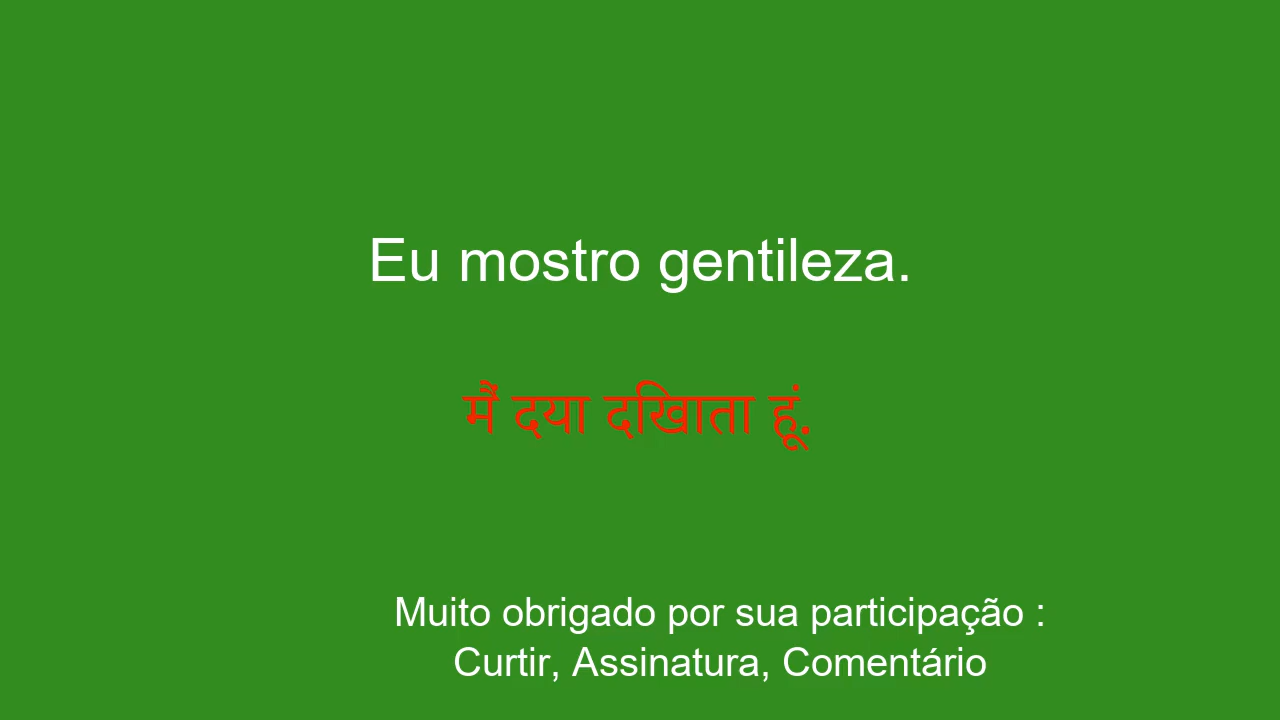 Eu mostro gentileza.
मैं दया दिखाता हूं.
Muito obrigado por sua participação :
Curtir, Assinatura, Comentário